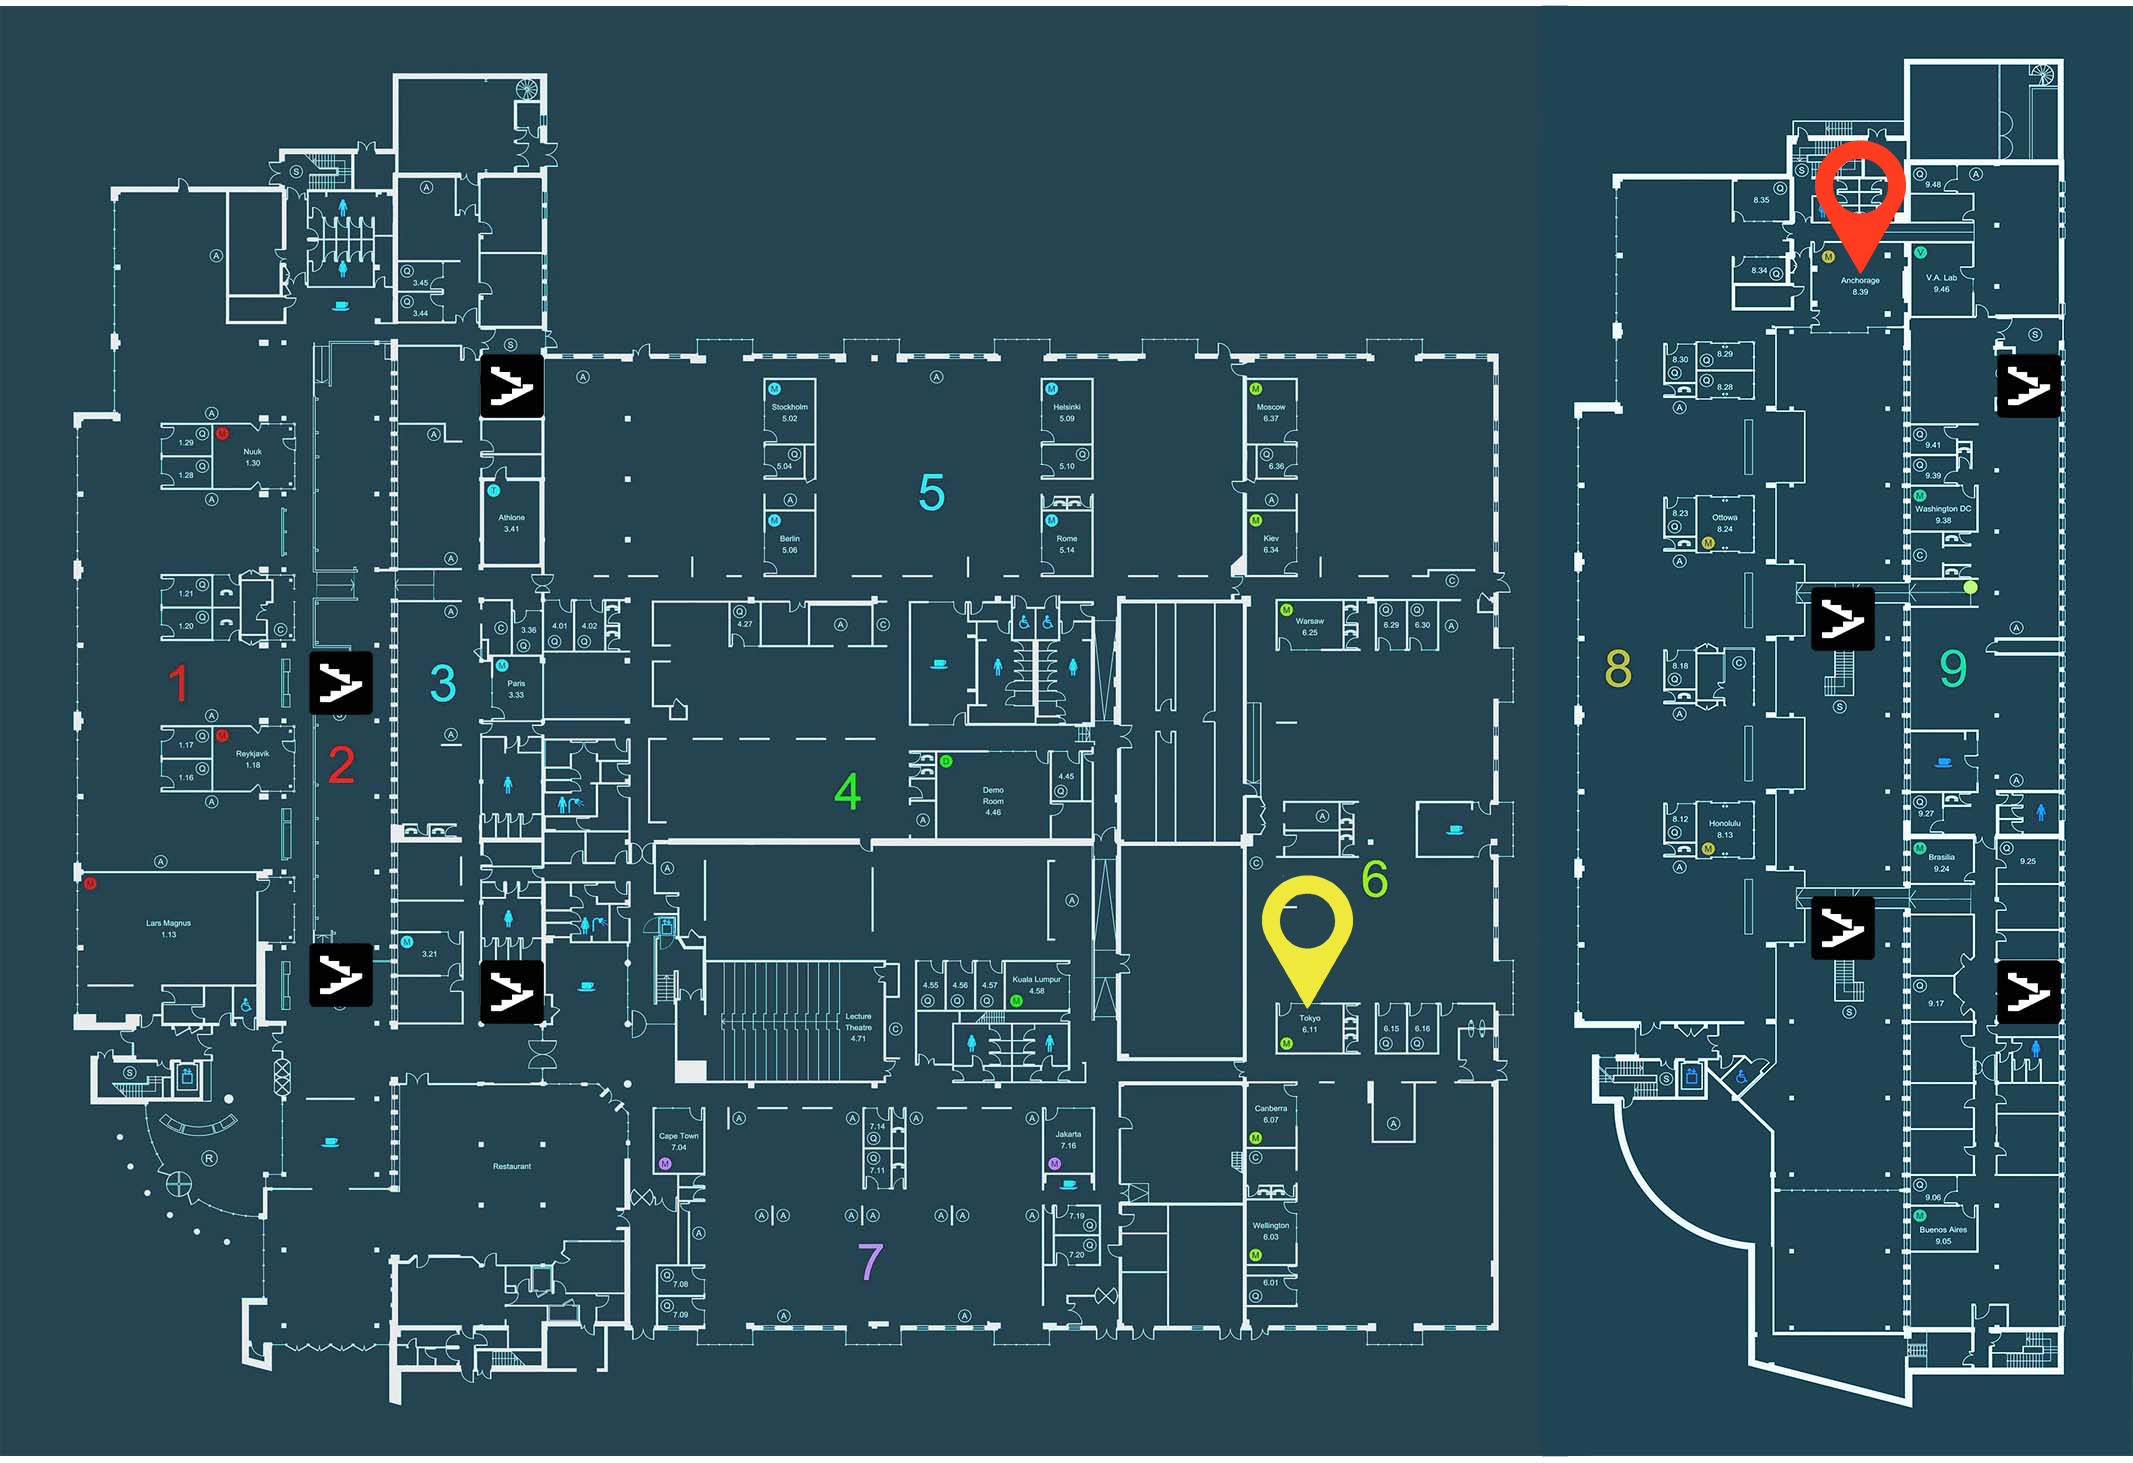 A
S
A
Q
3.45
Q
3.44
S
A
A
1.29
Q
M
Nuuk
1.30
1.28
Q
A
A
T
Athlone
3.41
A
1.21
Q
1.20
Q
C
A
C
3.36
Q
4.01
Q
4.02
Q
M
Paris
3.33
1
2
3
A
A
1.17
Q
1.16
Q
M
Reykjavik
1.18
A
A
M
Lars Magnus
1.13
M
3.21
S
R
Restaurant
A
A
M
Stockholm
5.02
5.04
Q
A
M
Berlin
5.06
5
M
Helsinki
5.09
5.10
Q
M
Rome
5.14
M
Moscow
6.37
Q
6.36
A
M
Kiev
6.34
C
Q
4.27
A
C
4
D
Demo
Room
4.46
4.45
Q
A
A
A
Lecture
Theatre
4.71
C
4.55
Q
4.56
Q
4.57
Q
Kuala Lumpur
4.58
M
M
Warsaw
6.25
Q
6.29
Q
6.30
A
A
C
6
Tokyo
6.11
M
6.15
Q
6.16
Q
Cape Town
7.04
M
A
A
7.14
Q
Q
7.11
A
A
Jakarta
7.16
M
A
A
A
A
A
A
A
A
7.19
Q
Q
7.20
7
Q
7.08
Q
7.09
A
A
Canberra
6.07
M
C
Wellington
6.03
M
6.01
Q
A
S
Q
8.35
8.34
Q
M
Anchorage
8.39
Q
9.48
A
V
V.A. Lab
9.46
S
8.30
Q
Q
8.29
Q
8.28
A
Q
9.41
Q
9.39
M
Washington DC
9.38
C
8.23
Q
Ottowa
8.24
M
A
A
8
9
8.18
Q
C
A
S
A
Q
9.27
8.12
Q
Honolulu
8.13
M
A
M
Brasilia
9.24
Q
9.25
9.17
Q
S
S
Q
9.06
M
Buenos Aires
9.05